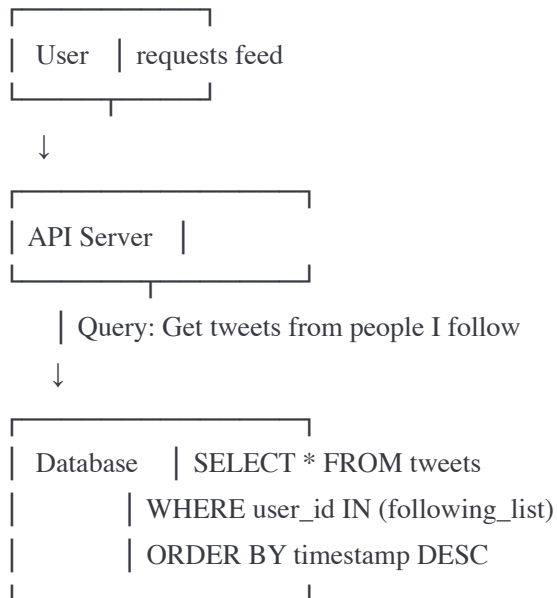 User requests feed
API Server
Query: Get tweets from people I follow
Database SELECT * FROM tweets
WHERE user_id IN (following_list)
ORDER BY timestamp DESC